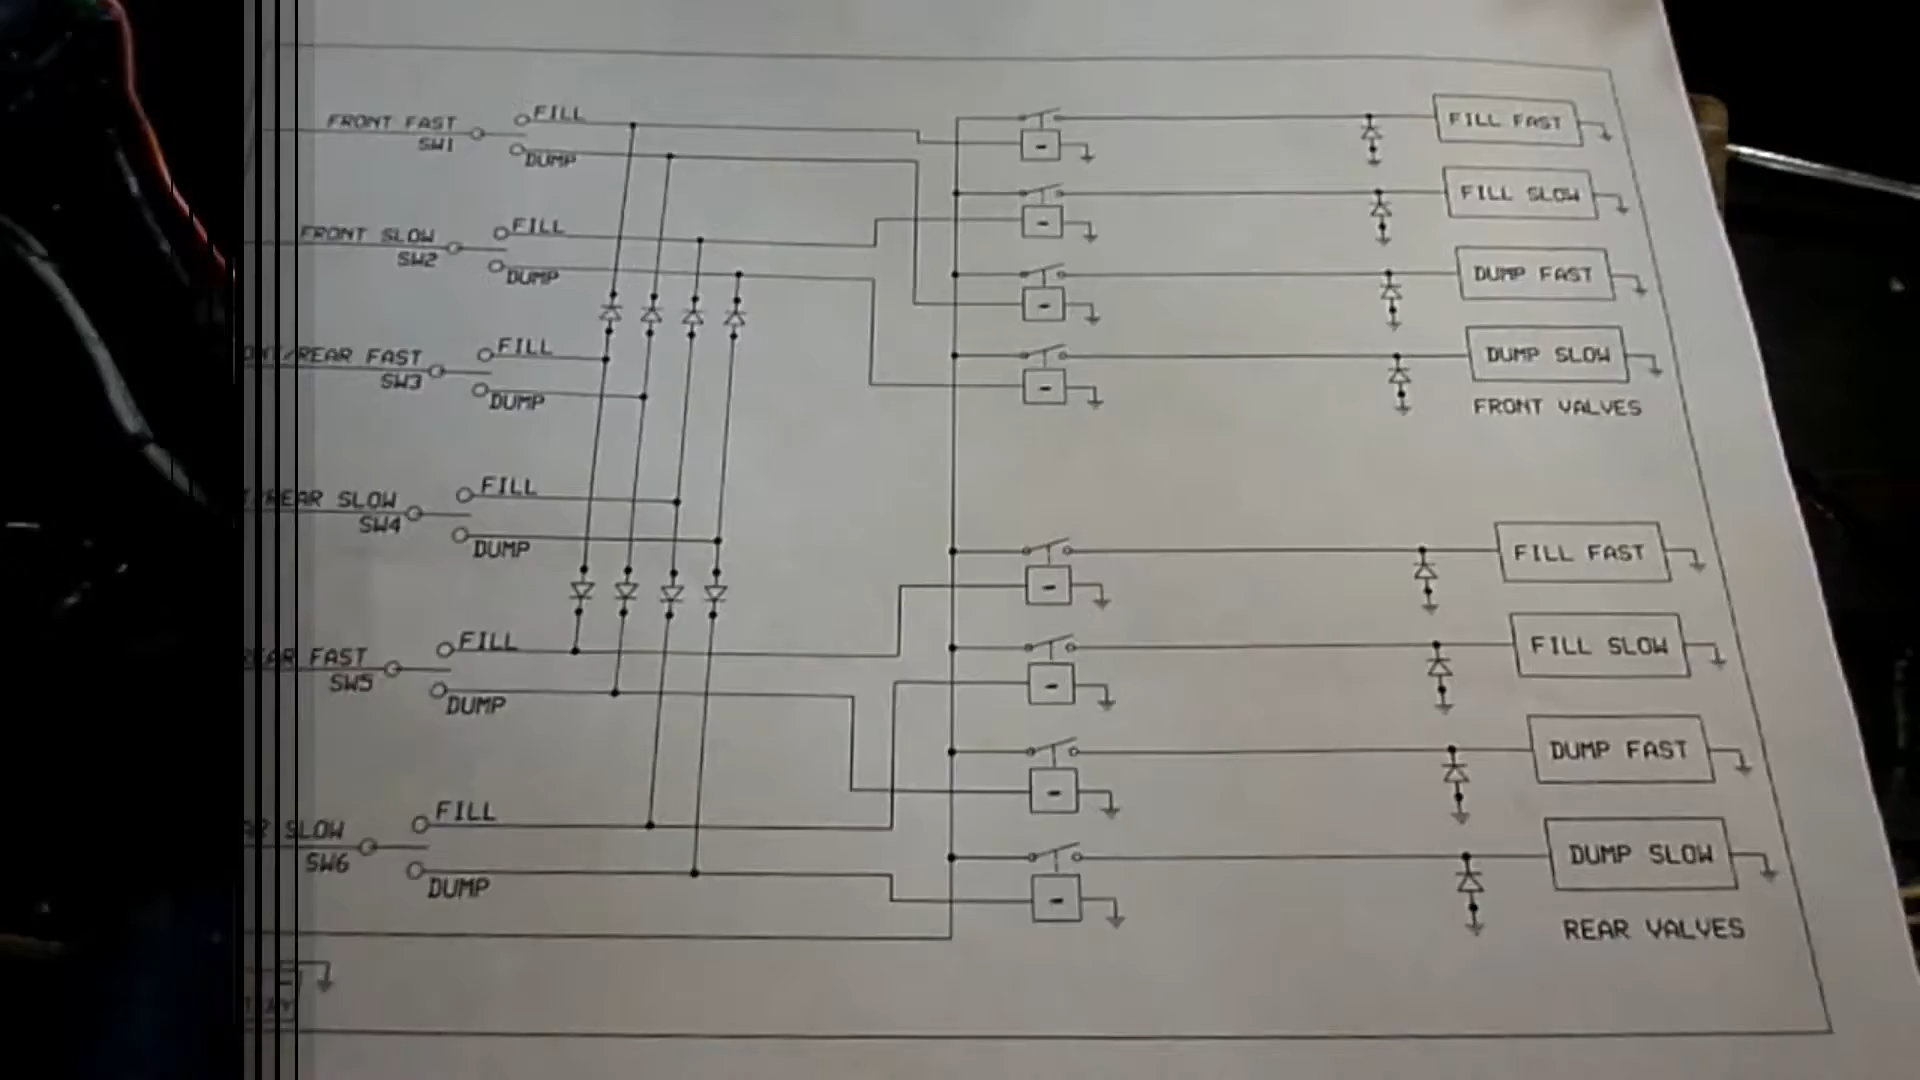 FRONT FAST
SW1
FILL
DUMP
FRONT SLOW
SW2
FILL
DUMP
/REAR FAST
SW3
FILL
DUMP
REAR SLOW
SW4
FILL
DUMP
REAR FAST
SW5
FILL
DUMP
SLOW
SW6
FILL
DUMP
FILL FAST
FILL SLOW
DUMP FAST
DUMP SLOW
FRONT VALVES
FILL FAST
FILL SLOW
DUMP FAST
DUMP SLOW
REAR VALVES